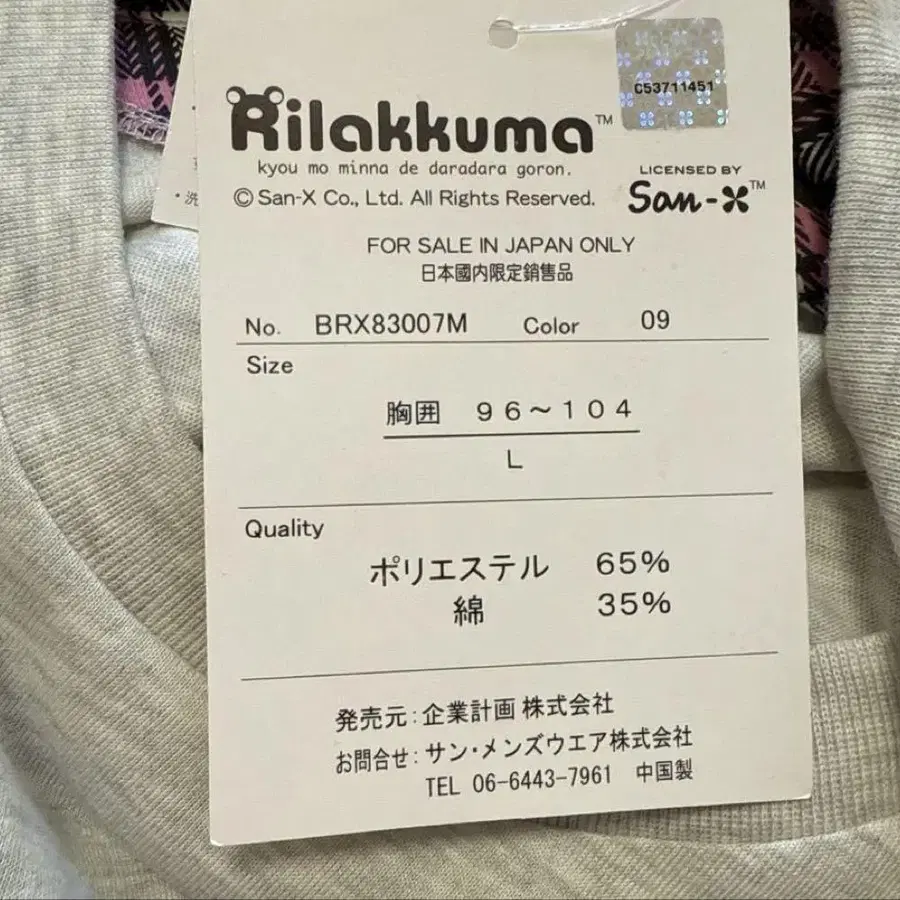 C53711451
Rilakkuma™
kyou mo minna de daradara goron.
© San-X Co., Ltd. All Rights Reserved.
LICENSED BY
San-X™
FOR SALE IN JAPAN ONLY
日本國内限定銷售品
No. BRX83007M Color 09
Size
胸囲 96～104
L
Quality
ポリエステル 65%
綿 35%
発売元:企業計画 株式会社
お問合せ:サン・メンズウエア株式会社
TEL 06-6443-7961 中国製
・洗